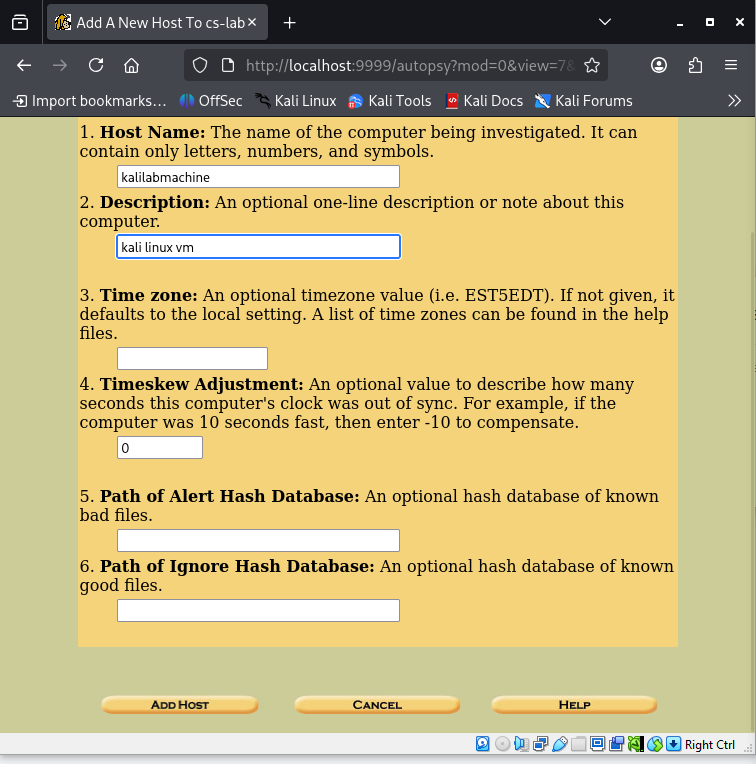 Add A New Host To cs-lab
http://localhost:9999/autopsy?mod=0&view=7&
Import bookmarks... OffSec Kali Linux Kali Tools Kali Docs Kali Forums
1. Host Name: The name of the computer being investigated. It can
contain only letters, numbers, and symbols.
kalilabmachine
2. Description: An optional one-line description or note about this
computer.
kali linux vm
3. Time zone: An optional timezone value (i.e. EST5EDT). If not given, it
defaults to the local setting. A list of time zones can be found in the help
files.
4. Timeskew Adjustment: An optional value to describe how many
seconds this computer's clock was out of sync. For example, if the
computer was 10 seconds fast, then enter -10 to compensate.
0
5. Path of Alert Hash Database: An optional hash database of known
bad files.
6. Path of Ignore Hash Database: An optional hash database of known
good files.
ADD HOST CANCEL HELP
Right Ctrl